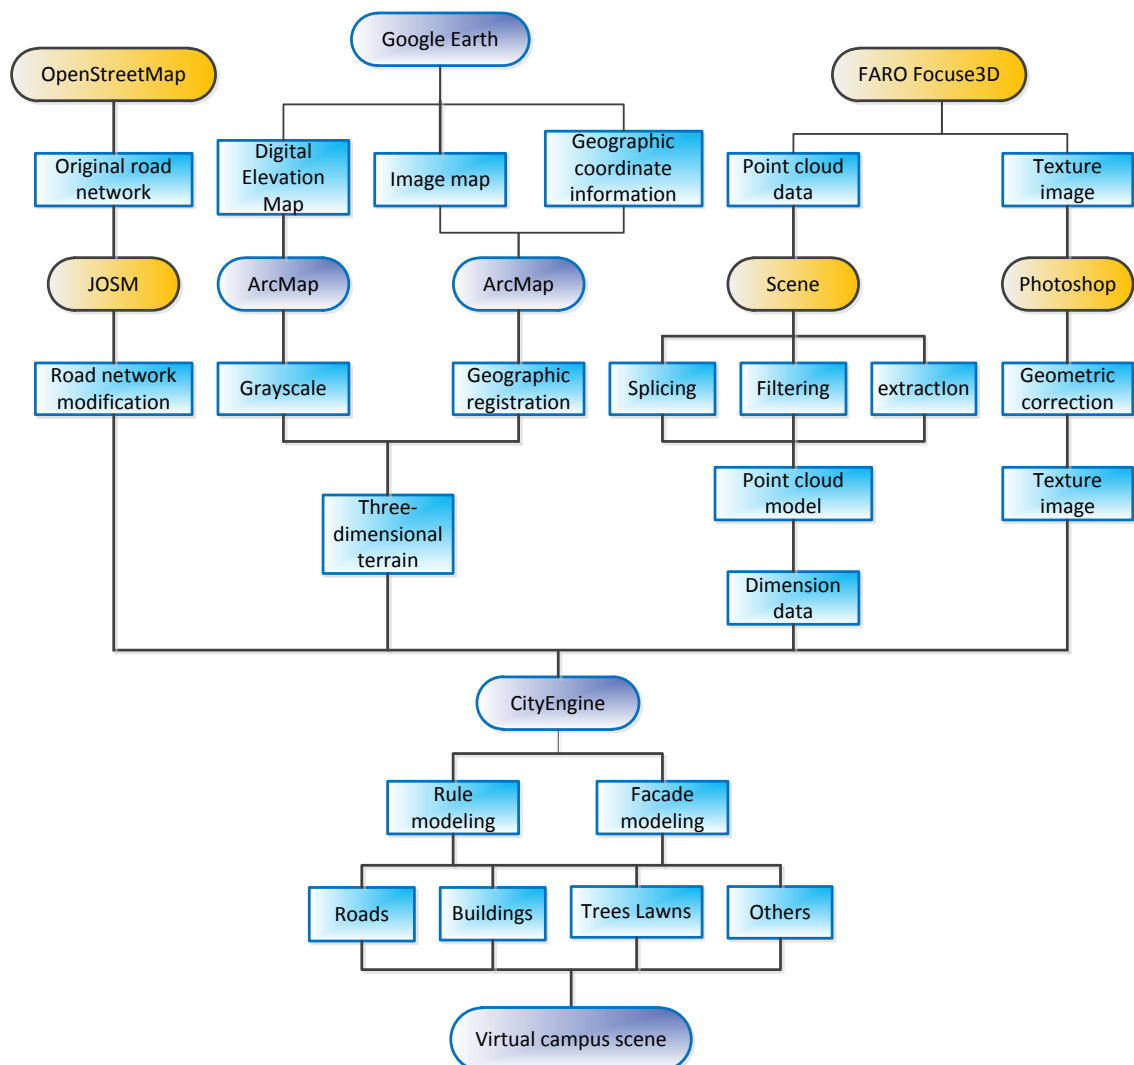 Google Earth
OpenStreetMap
FARO Focuse3D
Original road
network
Digital
Elevation
Map
Image map
Geographic
coordinate
information
Point cloud
data
Texture
image
JOSM
ArcMap
ArcMap
Scene
Photoshop
Road network
modification
Grayscale
Geographic
registration
Splicing
Filtering
extractIon
Geometric
correction
Point cloud
model
Texture
image
Three-
dimensional
terrain
Dimension
data
CityEngine
Rule
modeling
Facade
modeling
Roads
Buildings
Trees Lawns
Others
Virtual campus scene